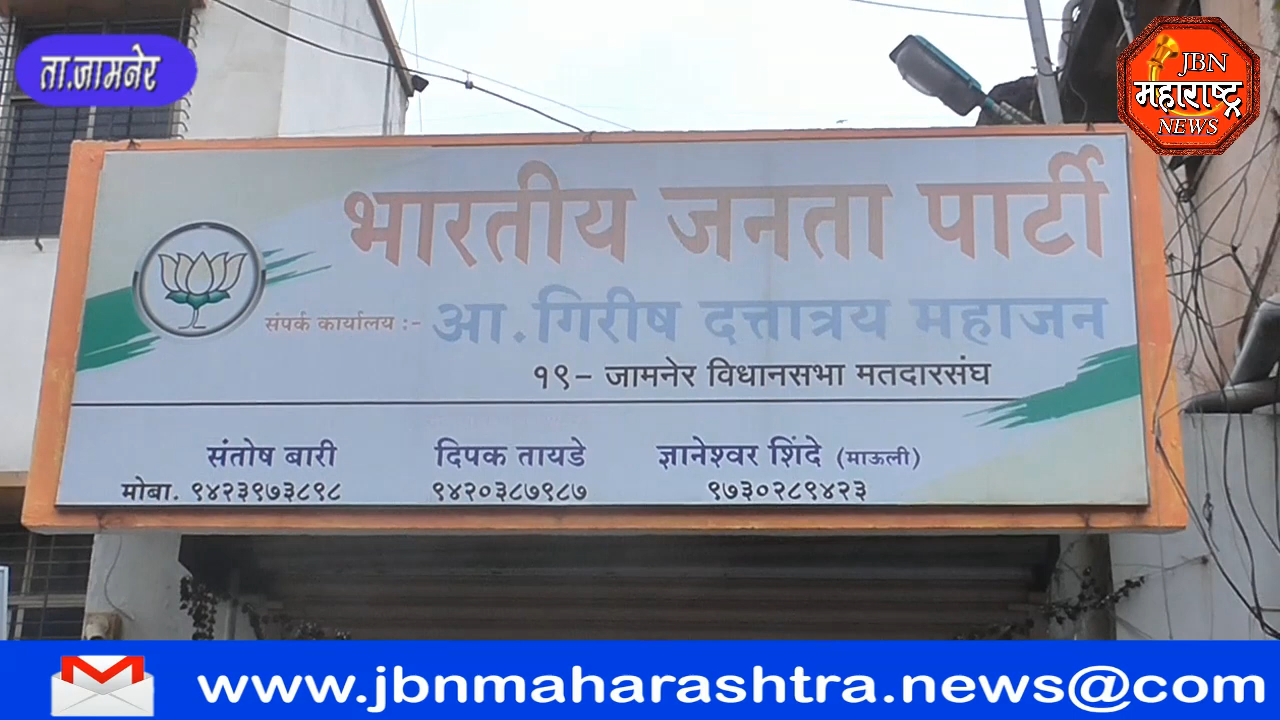 ता.जामनेर
JBN
महाराष्ट्र
NEWS
भारतीय जनता पार्टी
संपर्क कार्यालय :- आ. गिरीष दत्तात्रय महाजन
१९- जामनेर विधानसभा मतदारसंघ
संतोष बारी दिपक तायडे ज्ञानेश्वर शिंदे (माऊली)
मोबा. ९४२३९७३८९८ ९४२०३८७९८७ ९७३०२८९४२३
www.jbnmaharashtra.news@com